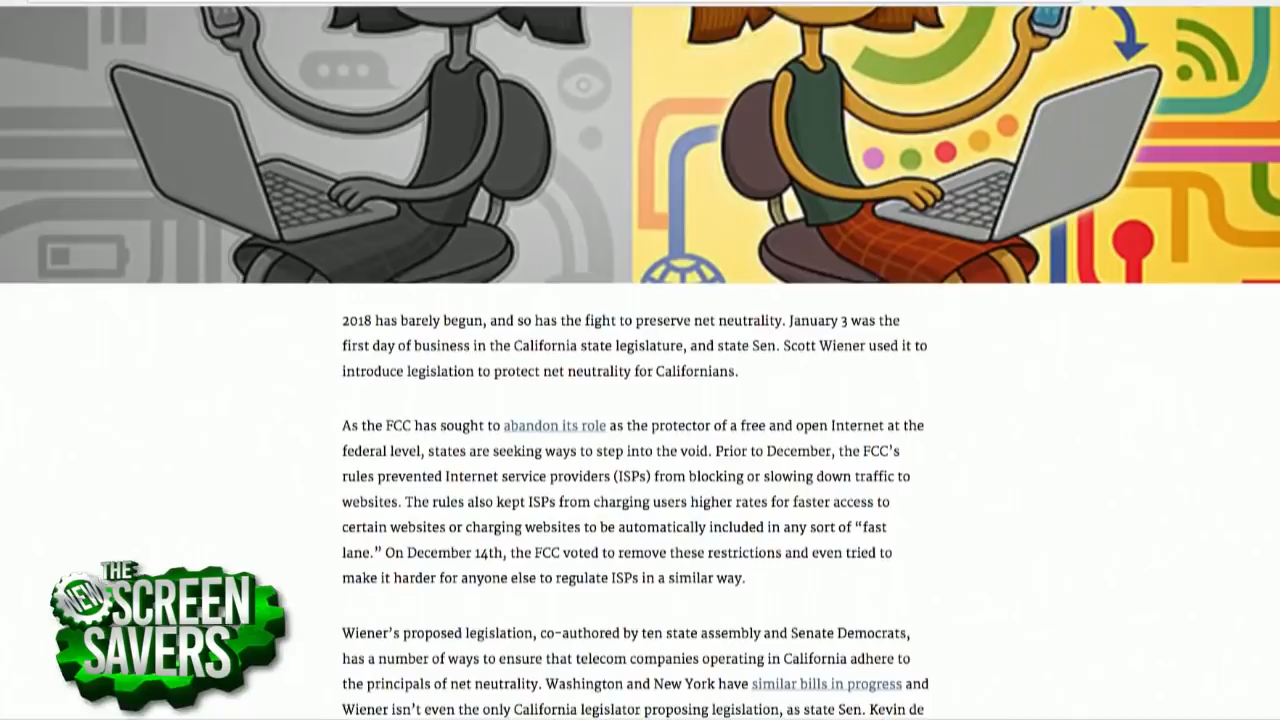 2018 has barely begun, and so has the fight to preserve net neutrality. January 3 was the
first day of business in the California state legislature, and state Sen. Scott Wiener used it to
introduce legislation to protect net neutrality for Californians.
As the FCC has sought to abandon its role as the protector of a free and open Internet at the
federal level, states are seeking ways to step into the void. Prior to December, the FCC’s
rules prevented Internet service providers (ISPs) from blocking or slowing down traffic to
websites. The rules also kept ISPs from charging users higher rates for faster access to
certain websites or charging websites to be automatically included in any sort of “fast
lane.” On December 14th, the FCC voted to remove these restrictions and even tried to
make it harder for anyone else to regulate ISPs in a similar way.
Wiener’s proposed legislation, co-authored by ten state assembly and Senate Democrats,
has a number of ways to ensure that telecom companies operating in California adhere to
the principals of net neutrality. Washington and New York have similar bills in progress and
Wiener isn’t even the only California legislator proposing legislation, as state Sen. Kevin de
THE
NEW SCREEN
SAVERS